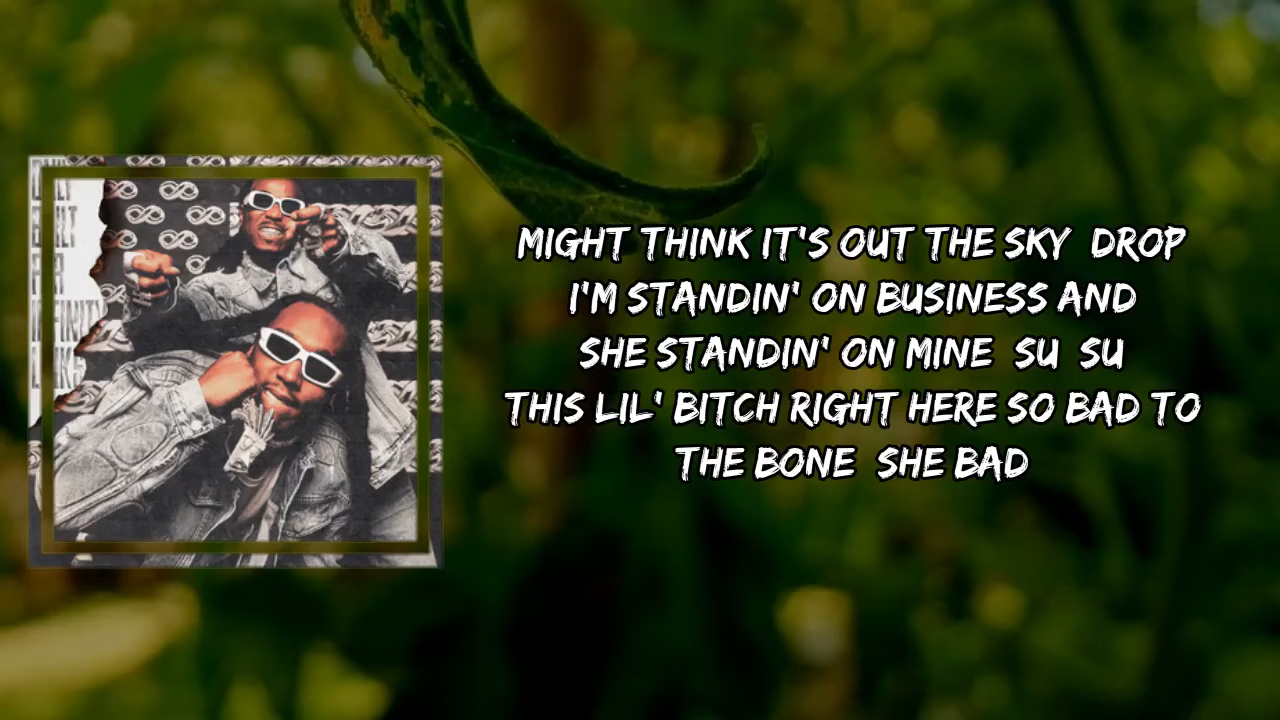 MIGHT THINK IT'S OUT THE SKY DROP
I'M STANDIN' ON BUSINESS AND
SHE STANDIN' ON MINE SU SU
THIS LIL' BITCH RIGHT HERE SO BAD TO
THE BONE SHE BAD